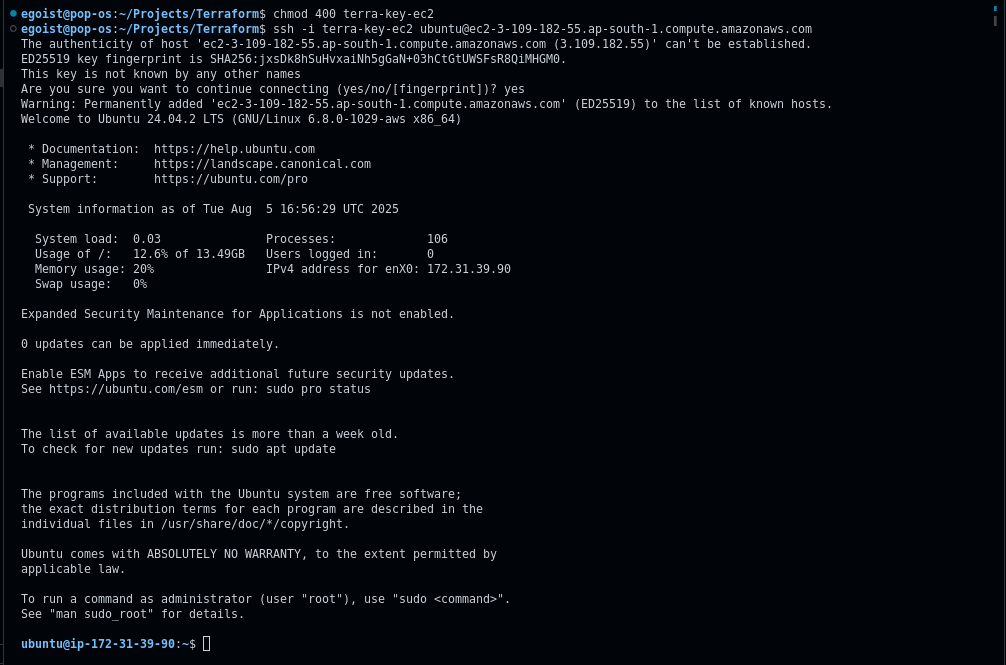 egoist@pop-os:~/Projects/Terraform$ chmod 400 terra-key-ec2
egoist@pop-os:~/Projects/Terraform$ ssh -i terra-key-ec2 ubuntu@ec2-3-109-182-55.ap-south-1.compute.amazonaws.com
The authenticity of host 'ec2-3-109-182-55.ap-south-1.compute.amazonaws.com (3.109.182.55)' can't be established.
ED25519 key fingerprint is SHA256:jxsDk8hSuHvxaiNh5gGaN+03hCtGtUWSFsR8QiMHGM0.
This key is not known by any other names
Are you sure you want to continue connecting (yes/no/[fingerprint])? yes
Warning: Permanently added 'ec2-3-109-182-55.ap-south-1.compute.amazonaws.com' (ED25519) to the list of known hosts.
Welcome to Ubuntu 24.04.2 LTS (GNU/Linux 6.8.0-1029-aws x86_64)

 * Documentation:  https://help.ubuntu.com
 * Management:     https://landscape.canonical.com
 * Support:        https://ubuntu.com/pro

 System information as of Tue Aug  5 16:56:29 UTC 2025

  System load:  0.03               Processes:             106
  Usage of /:   12.6% of 13.49GB   Users logged in:       0
  Memory usage: 20%                IPv4 address for enX0: 172.31.39.90
  Swap usage:   0%

Expanded Security Maintenance for Applications is not enabled.

0 updates can be applied immediately.

Enable ESM Apps to receive additional future security updates.
See https://ubuntu.com/esm or run: sudo pro status


The list of available updates is more than a week old.
To check for new updates run: sudo apt update


The programs included with the Ubuntu system are free software;
the exact distribution terms for each program are described in the
individual files in /usr/share/doc/*/copyright.

Ubuntu comes with ABSOLUTELY NO WARRANTY, to the extent permitted by
applicable law.

To run a command as administrator (user "root"), use "sudo <command>".
See "man sudo_root" for details.

ubuntu@ip-172-31-39-90:~$